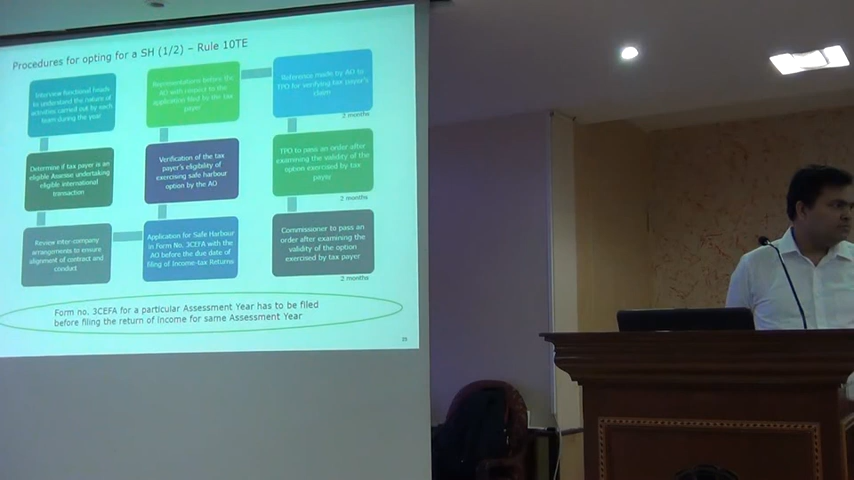 Procedures for opting for a SH (1/2) – Rule 10TE
Interview functional heads
to understand the nature of
activities carried out by each
team during the year
Representations before the
AO with respect to the
application filed by the tax
payer
Reference made by AO to
TPO for verifying tax payer's
claim
2 months
Determine if tax payer is an
eligible Assessee undertaking
eligible international
transaction
Verification of the tax
payer's eligibility of
exercising safe harbour
option by the AO
TPO to pass an order after
examining the validity of the
option exercised by tax
payer
2 months
Review inter-company
arrangements to ensure
alignment of contract and
conduct
Application for Safe Harbour
in Form No. 3CEFA with the
AO before the due date of
filing of Income-tax Returns
Commissioner to pass an
order after examining the
validity of the option
exercised by tax payer
2 months
Form no. 3CEFA for a particular Assessment Year has to be filed
before filing the return of income for same Assessment Year